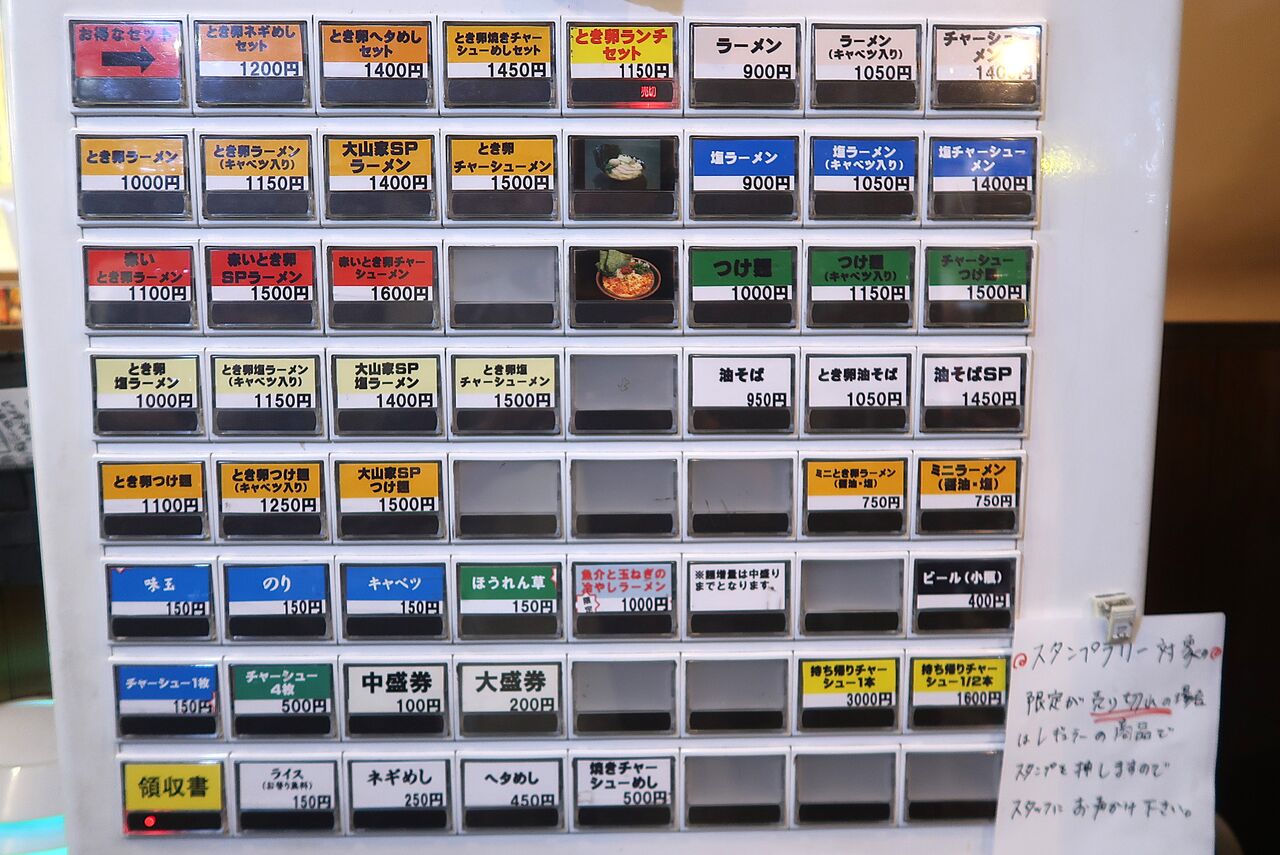 お得なセット
とき卵ネギめし
セット
1200円
とき卵ヘタめし
セット
1400円
とき卵焼きチャー
シューめしセット
1450円
とき卵ランチ
セット
1150円
売切
ラーメン
900円
ラーメン
(キャベツ入り)
1050円
チャーシュー
メン
1400円
とき卵ラーメン
1000円
とき卵ラーメン
(キャベツ入り)
1150円
大山家SP
ラーメン
1400円
とき卵
チャーシューメン
1500円
塩ラーメン
900円
塩ラーメン
(キャベツ入り)
1050円
塩チャーシュー
メン
1400円
赤い
とき卵ラーメン
1100円
赤いとき卵
SPラーメン
1500円
赤いとき卵チャー
シューメン
1600円
つけ麺
1000円
つけ麺
(キャベツ入り)
1150円
チャーシュー
つけ麺
1500円
とき卵
塩ラーメン
1000円
とき卵塩ラーメン
(キャベツ入り)
1150円
大山家SP
塩ラーメン
1400円
とき卵塩
チャーシューメン
1500円
油そば
950円
とき卵油そば
1050円
油そばSP
1450円
とき卵つけ麺
1100円
とき卵つけ麺
(キャベツ入り)
1250円
大山家SP
つけ麺
1500円
ミニとき卵ラーメン
(醤油・塩)
750円
ミニラーメン
(醤油・塩)
750円
味玉
150円
のり
150円
キャベツ
150円
ほうれん草
150円
魚介と玉ねぎの
冷やしラーメン
限定
1000円
※麺増量は中盛り
までとなります。
ビール(小瓶)
400円
チャーシュー1枚
150円
チャーシュー
4枚
500円
中盛券
100円
大盛券
200円
持ち帰りチャー
シュー1本
3000円
持ち帰りチャー
シュー1/2本
1600円
領収書
ライス
(お替り無料)
150円
ネギめし
250円
ヘタめし
450円
焼きチャー
シューめし
500円
スタンプラリー対象
限定が売り切れの場合
はレギラーの商品で
スタンプを押しますので
スタッフにお声かけ下さい。